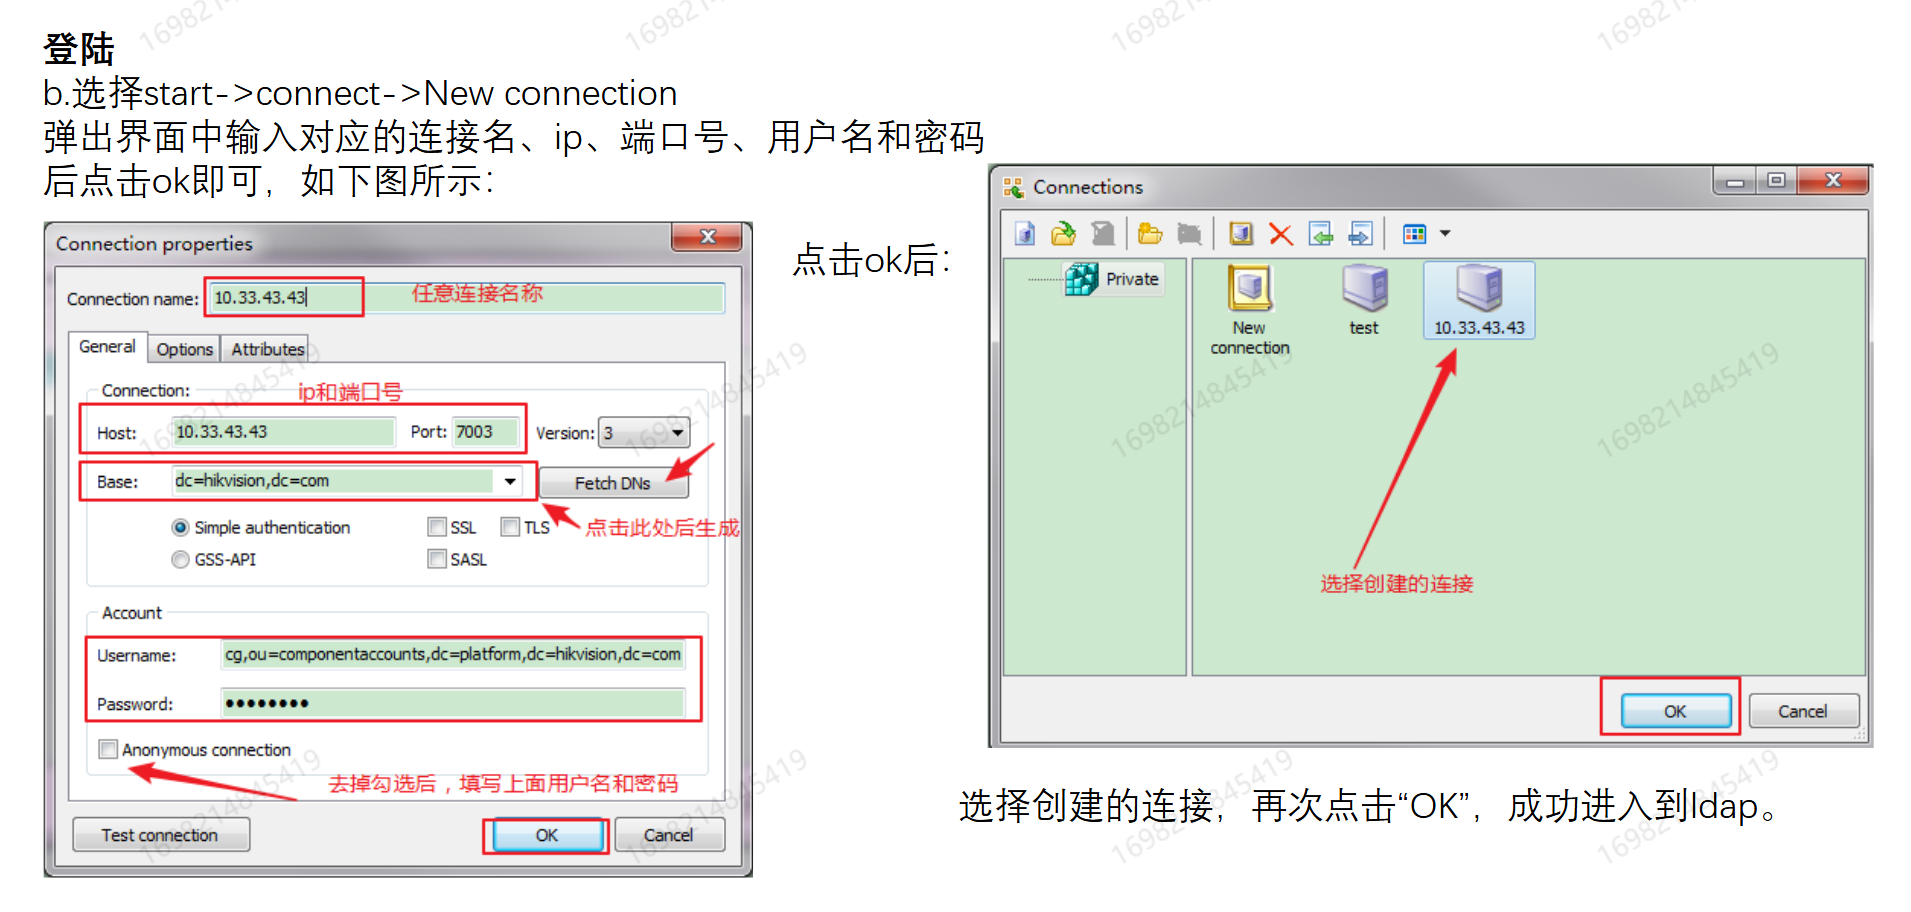 登陆
b.选择start->connect->New connection
弹出界面中输入对应的连接名、ip、端口号、用户名和密码
后点击ok即可，如下图所示：
Connection properties
Connection name: 10.33.43.43 任意连接名称
General Options Attributes
Connection: ip和端口号
Host: 10.33.43.43 Port: 7003 Version: 3
Base: dc=hikvision,dc=com Fetch DNs
Simple authentication SSL TLS 点击此处后生成
GSS-API SASL
Account
Username: cg,ou=componentaccounts,dc=platform,dc=hikvision,dc=com
Password: ••••••••
Anonymous connection
去掉勾选后，填写上面用户名和密码
Test connection OK Cancel
点击ok后：
Connections
Private
New connection
test
10.33.43.43
选择创建的连接
OK Cancel
选择创建的连接，再次点击“OK”，成功进入到ldap。
16982148454​19